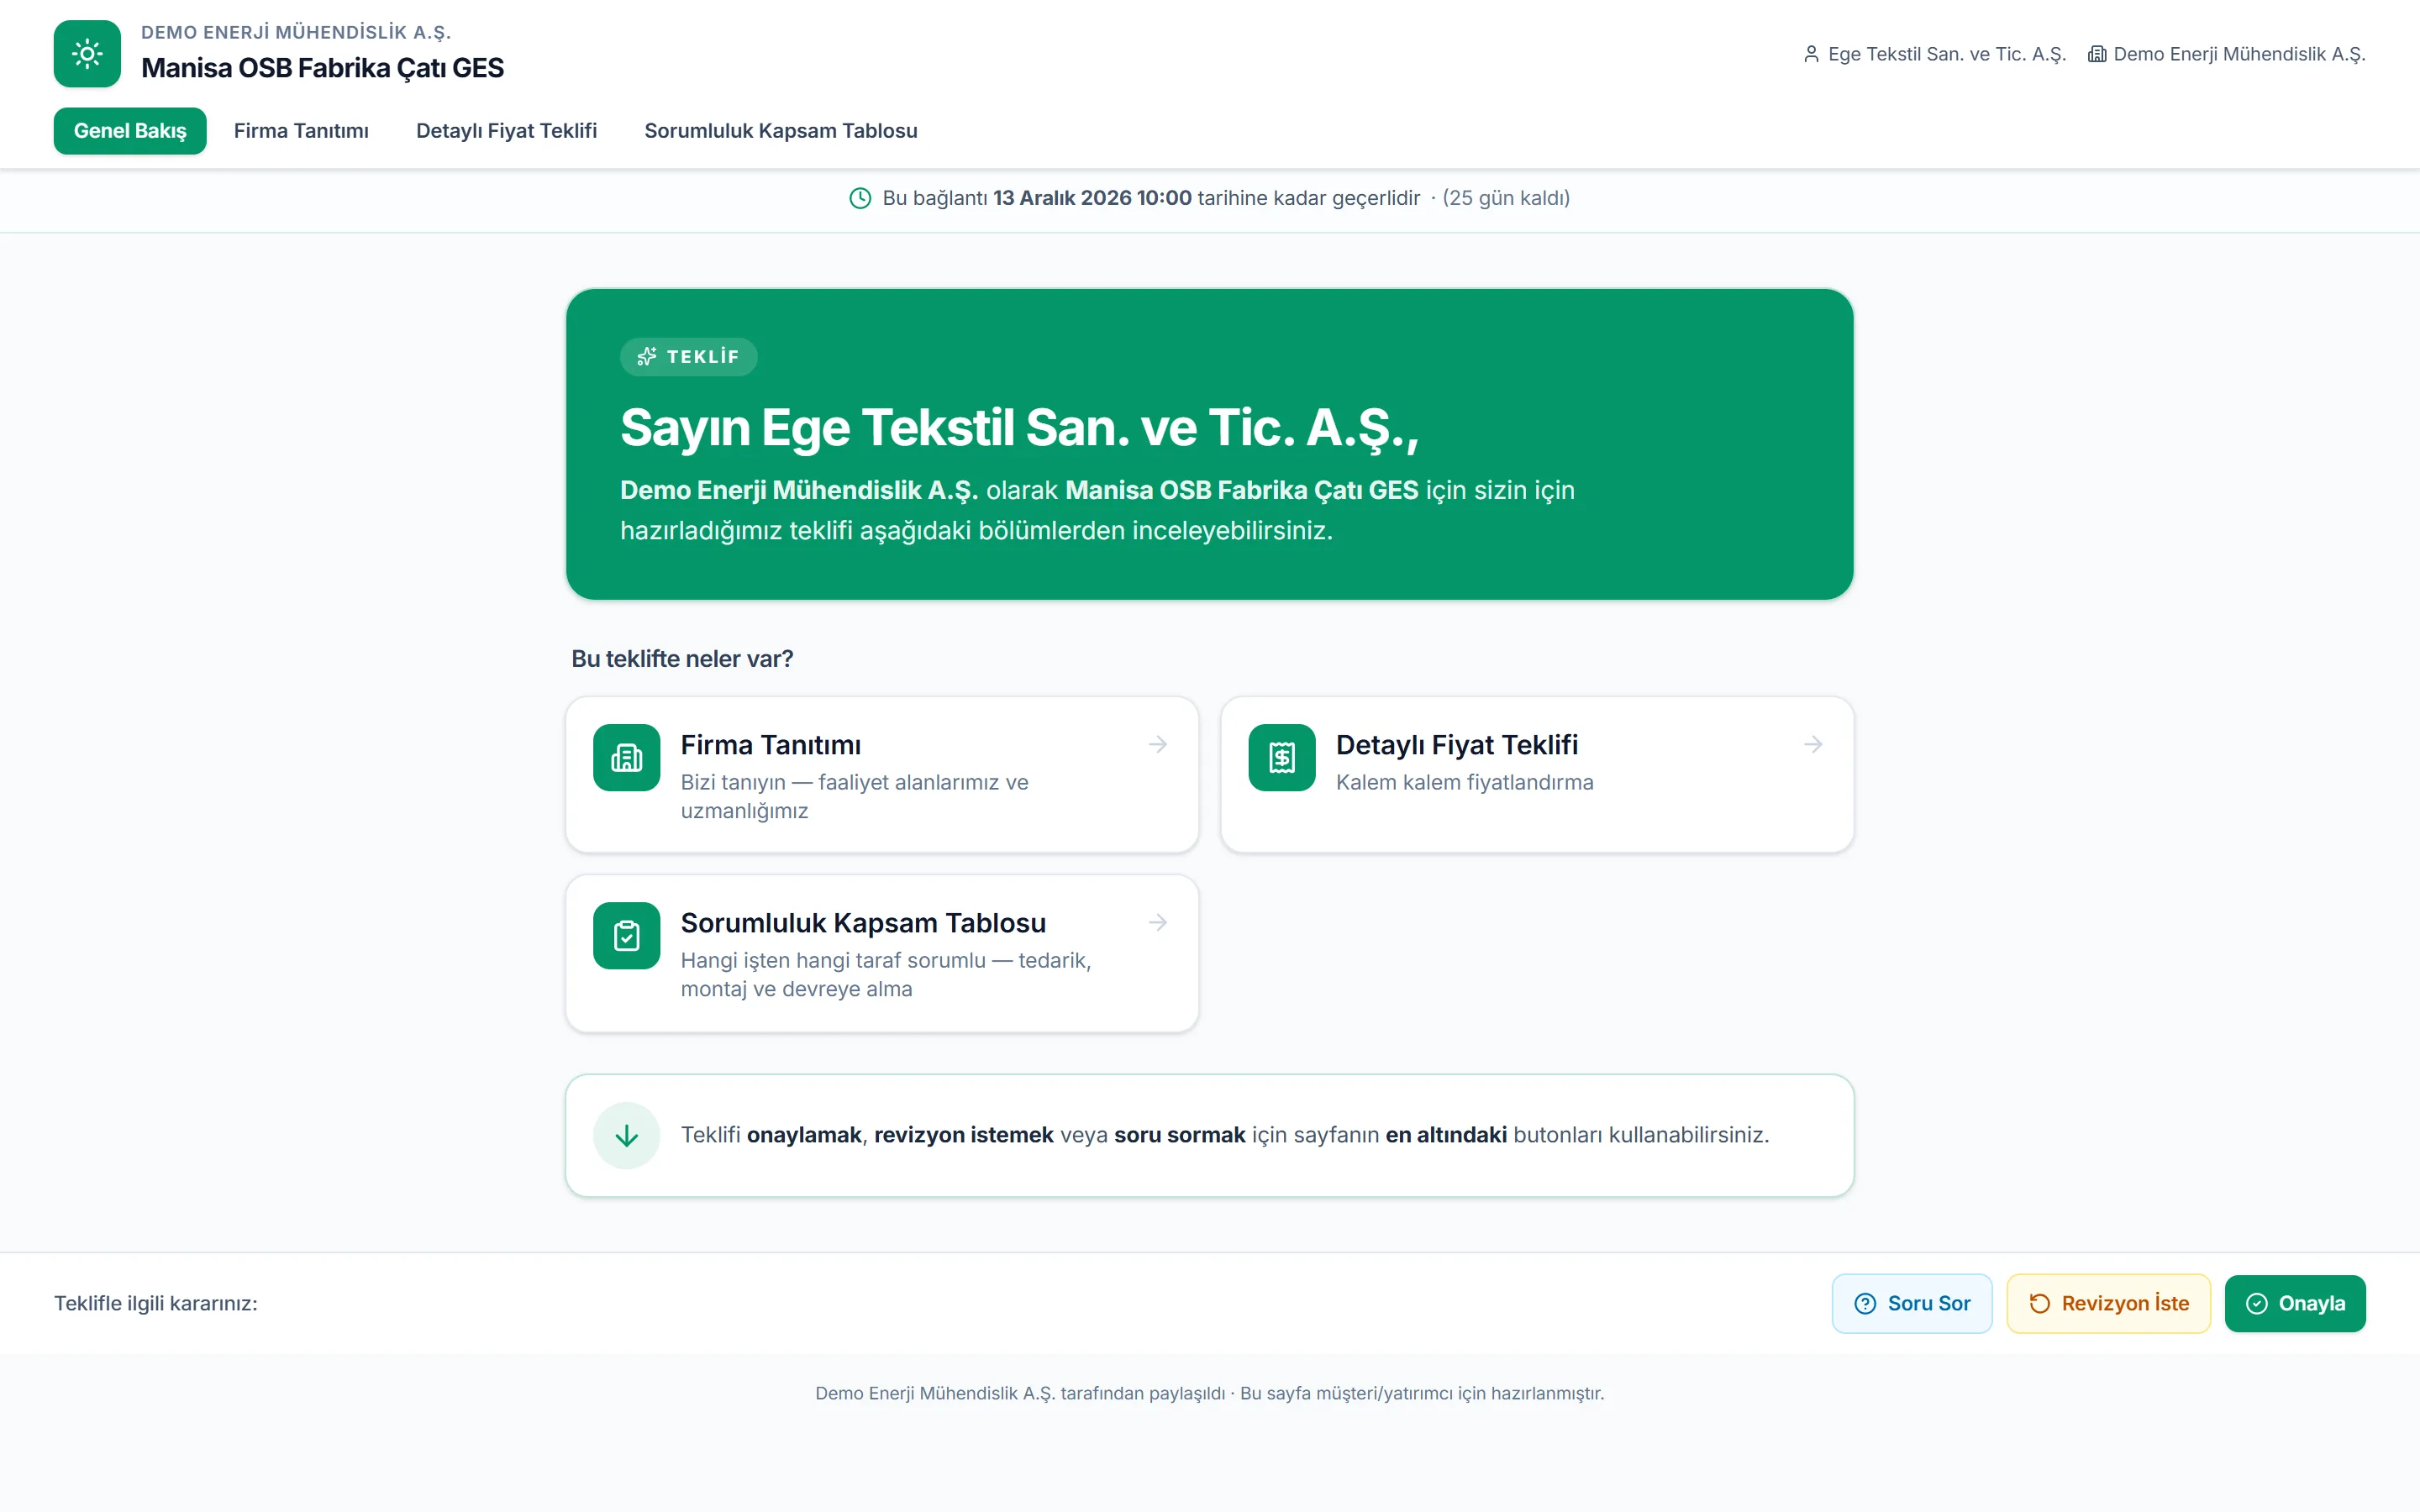 DEMO ENERJİ MÜHENDİSLİK A.Ş.
Manisa OSB Fabrika Çatı GES
Ege Tekstil San. ve Tic. A.Ş.
Demo Enerji Mühendislik A.Ş.
Genel Bakış
Firma Tanıtımı
Detaylı Fiyat Teklifi
Sorumluluk Kapsam Tablosu
Bu bağlantı 13 Aralık 2026 10:00 tarihine kadar geçerlidir · (25 gün kaldı)
TEKLİF
Sayın Ege Tekstil San. ve Tic. A.Ş.,
Demo Enerji Mühendislik A.Ş. olarak Manisa OSB Fabrika Çatı GES için sizin için
hazırladığımız teklifi aşağıdaki bölümlerden inceleyebilirsiniz.
Bu teklifte neler var?
Firma Tanıtımı
Bizi tanıyın — faaliyet alanlarımız ve
uzmanlığımız
Detaylı Fiyat Teklifi
Kalem kalem fiyatlandırma
Sorumluluk Kapsam Tablosu
Hangi işten hangi taraf sorumlu — tedarik,
montaj ve devreye alma
Teklifi onaylamak, revizyon istemek veya soru sormak için sayfanın en altındaki butonları kullanabilirsiniz.
Teklifle ilgili kararınız:
Soru Sor
Revizyon İste
Onayla
Demo Enerji Mühendislik A.Ş. tarafından paylaşıldı · Bu sayfa müşteri/yatırımcı için hazırlanmıştır.